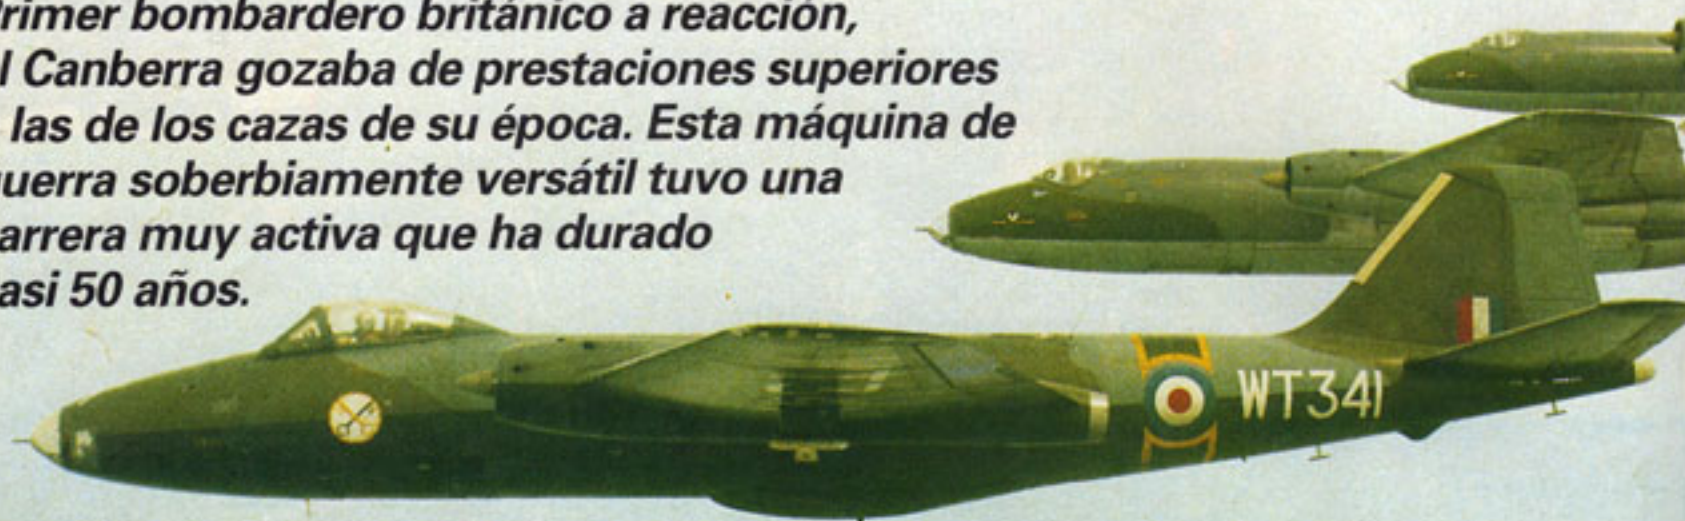 rimer bombardero británico a reacción,
l Canberra gozaba de prestaciones superiores
las de los cazas de su época. Esta máquina de
guerra soberbiamente versátil tuvo una
arrera muy activa que ha durado
asi 50 años.
WT341